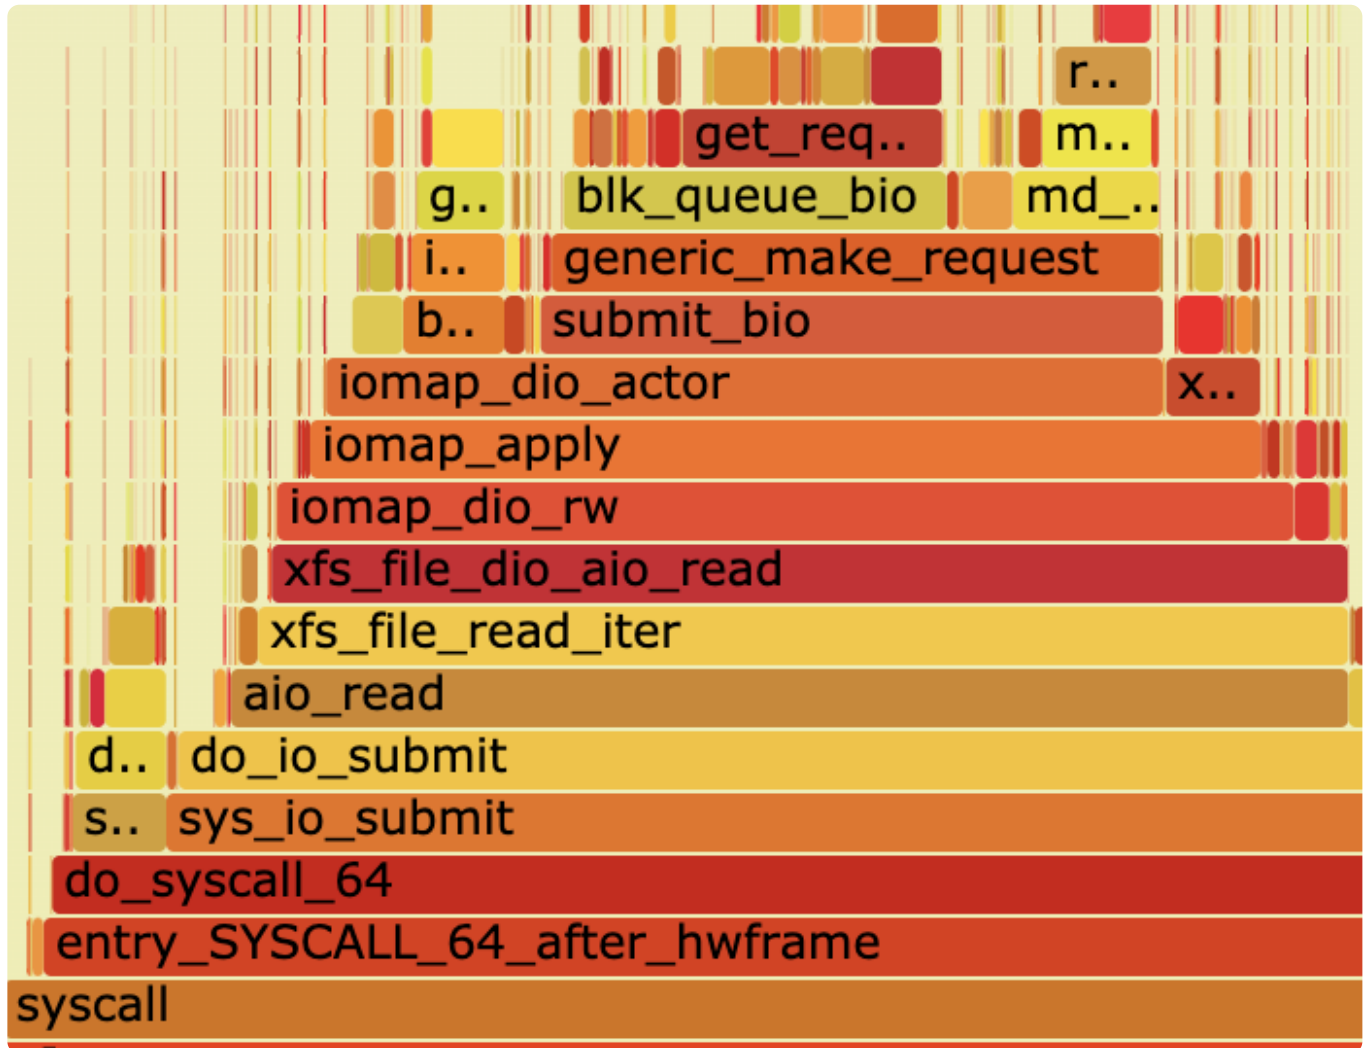 r..
get_req.. m..
g.. blk_queue_bio md_..
i.. generic_make_request
b.. submit_bio
iomap_dio_actor x..
iomap_apply
iomap_dio_rw
xfs_file_dio_aio_read
xfs_file_read_iter
aio_read
d.. do_io_submit
s.. sys_io_submit
do_syscall_64
entry_SYSCALL_64_after_hwframe
syscall